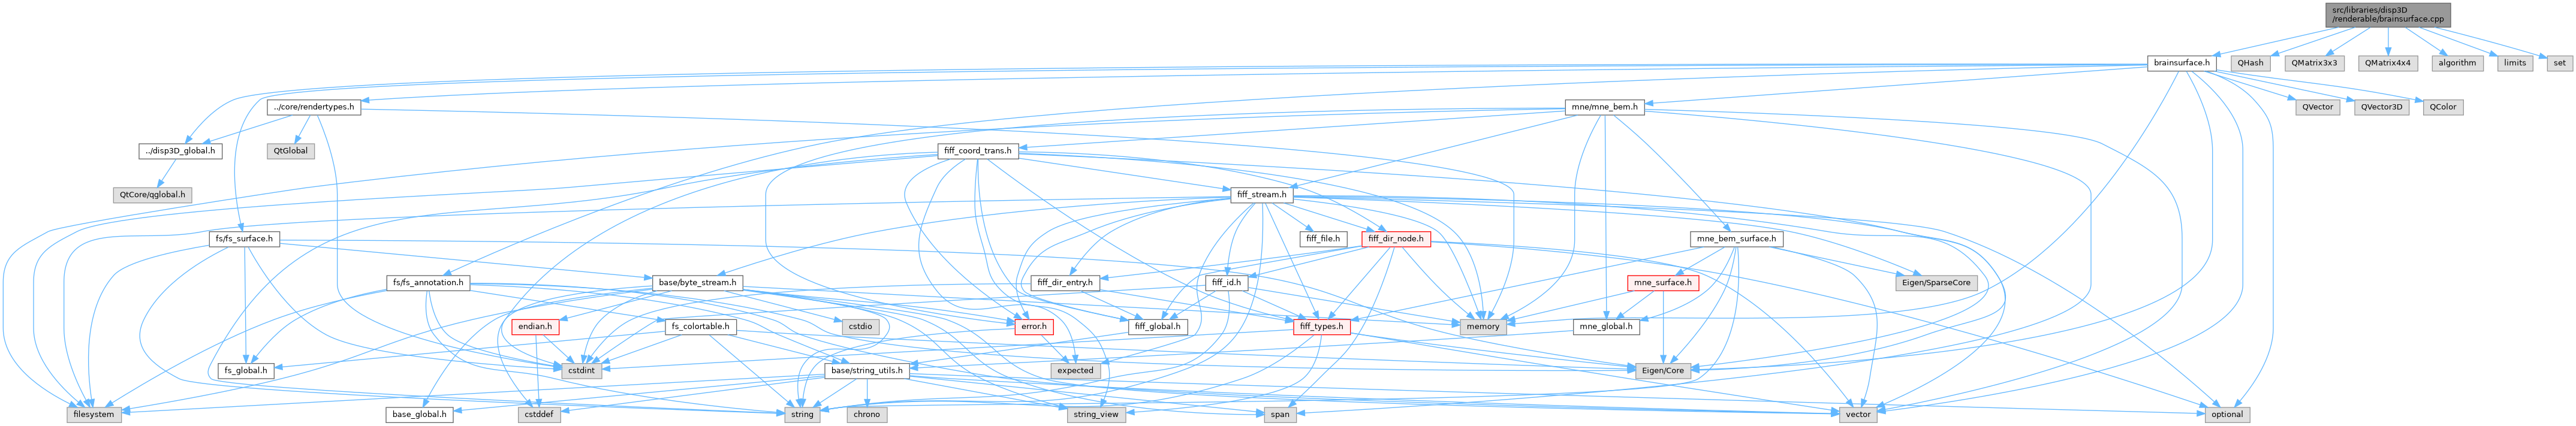 src/libraries/disp3D
/renderable/brainsurface.cpp
brainsurface.h
QHash
QMatrix3x3
QMatrix4x4
algorithm
limits
set
../core/rendertypes.h
mne/mne_bem.h
QVector
QVector3D
QColor
../disp3D_global.h
QtGlobal
fiff_coord_trans.h
QtCore/qglobal.h
fiff_stream.h
fs/fs_surface.h
fiff_file.h
fiff_dir_node.h
mne_bem_surface.h
fs/fs_annotation.h
base/byte_stream.h
fiff_dir_entry.h
fiff_id.h
mne_surface.h
Eigen/SparseCore
endian.h
fs_colortable.h
cstdio
error.h
fiff_global.h
fiff_types.h
memory
mne_global.h
fs_global.h
cstdint
base/string_utils.h
expected
Eigen/Core
filesystem
base_global.h
cstddef
string
chrono
string_view
span
vector
optional